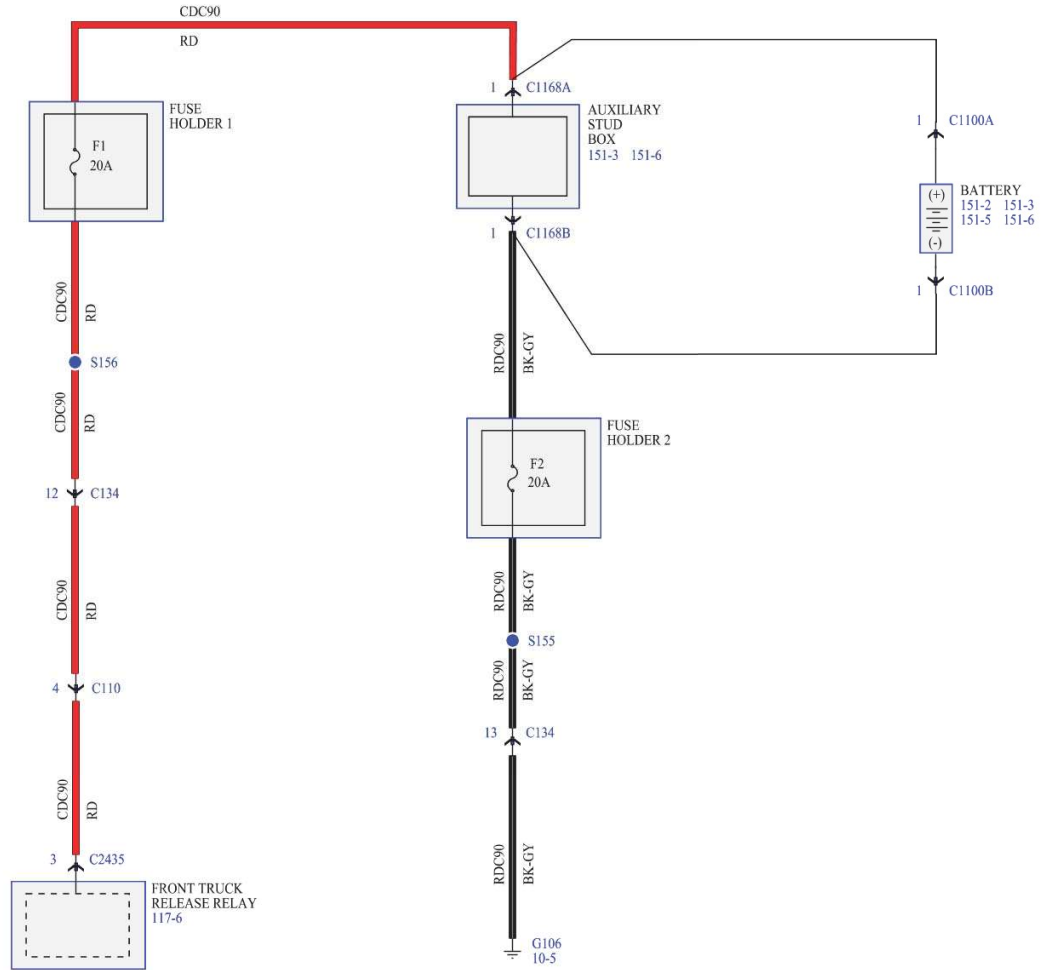 CDC90
RD
FUSE
HOLDER 1
F1
20A
1 C1168A
AUXILIARY
STUD
BOX
151-3 151-6
1 C1168B
1 C1100A
(+)
(-)
BATTERY
151-2 151-3
151-5 151-6
1 C1100B
CDC90
RD
S156
CDC90
RD
12 C134
CDC90
RD
4 C110
CDC90
RD
3 C2435
FRONT TRUCK
RELEASE RELAY
117-6
RDC90
BK-GY
FUSE
HOLDER 2
F2
20A
RDC90
BK-GY
S155
RDC90
BK-GY
13 C134
RDC90
BK-GY
G106
10-5